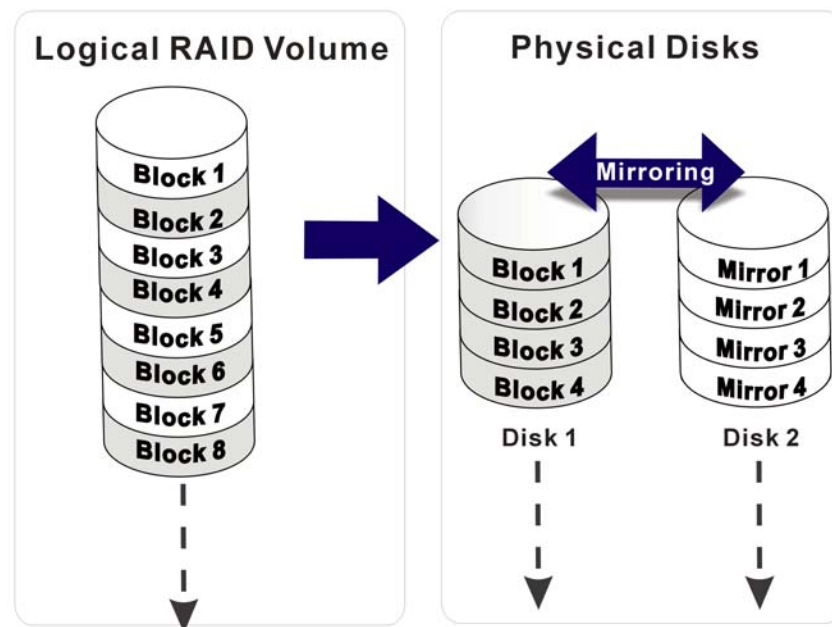 Logical RAID Volume
Block 1
Block 2
Block 3
Block 4
Block 5
Block 6
Block 7
Block 8
Physical Disks
Mirroring
Block 1
Block 2
Block 3
Block 4
Disk 1
Mirror 1
Mirror 2
Mirror 3
Mirror 4
Disk 2